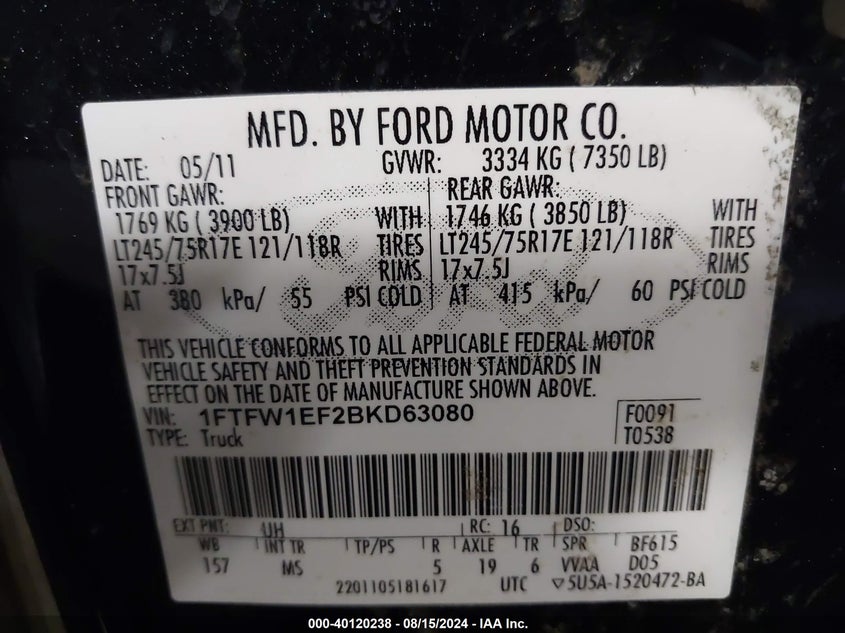 MFD. BY FORD MOTOR CO.
DATE: 05/11 GVWR: 3334 KG ( 7350 LB)
FRONT GAWR: REAR GAWR:
1769 KG ( 3900 LB) WITH 1746 KG ( 3850 LB) WITH
LT245/75R17E 121/118R TIRES LT245/75R17E 121/118R TIRES
17x7.5J RIMS 17x7.5J RIMS
AT 380 kPa/ 55 PSI COLD AT 415 kPa/ 60 PSI COLD
THIS VEHICLE CONFORMS TO ALL APPLICABLE FEDERAL MOTOR
VEHICLE SAFETY AND THEFT PREVENTION STANDARDS IN
EFFECT ON THE DATE OF MANUFACTURE SHOWN ABOVE.
VIN: 1FTFW1EF2BKD63080 F0091
TYPE: Truck T0538
EXT PNT: UH RC: 16 DSO:
WB INT TR TP/PS R AXLE TR SPR BF615
157 MS 5 19 6 VVAA D05
2201105181617 UTC ▽5U5A-1520472-BA
000-40120238 - 08/15/2024 - IAA Inc.